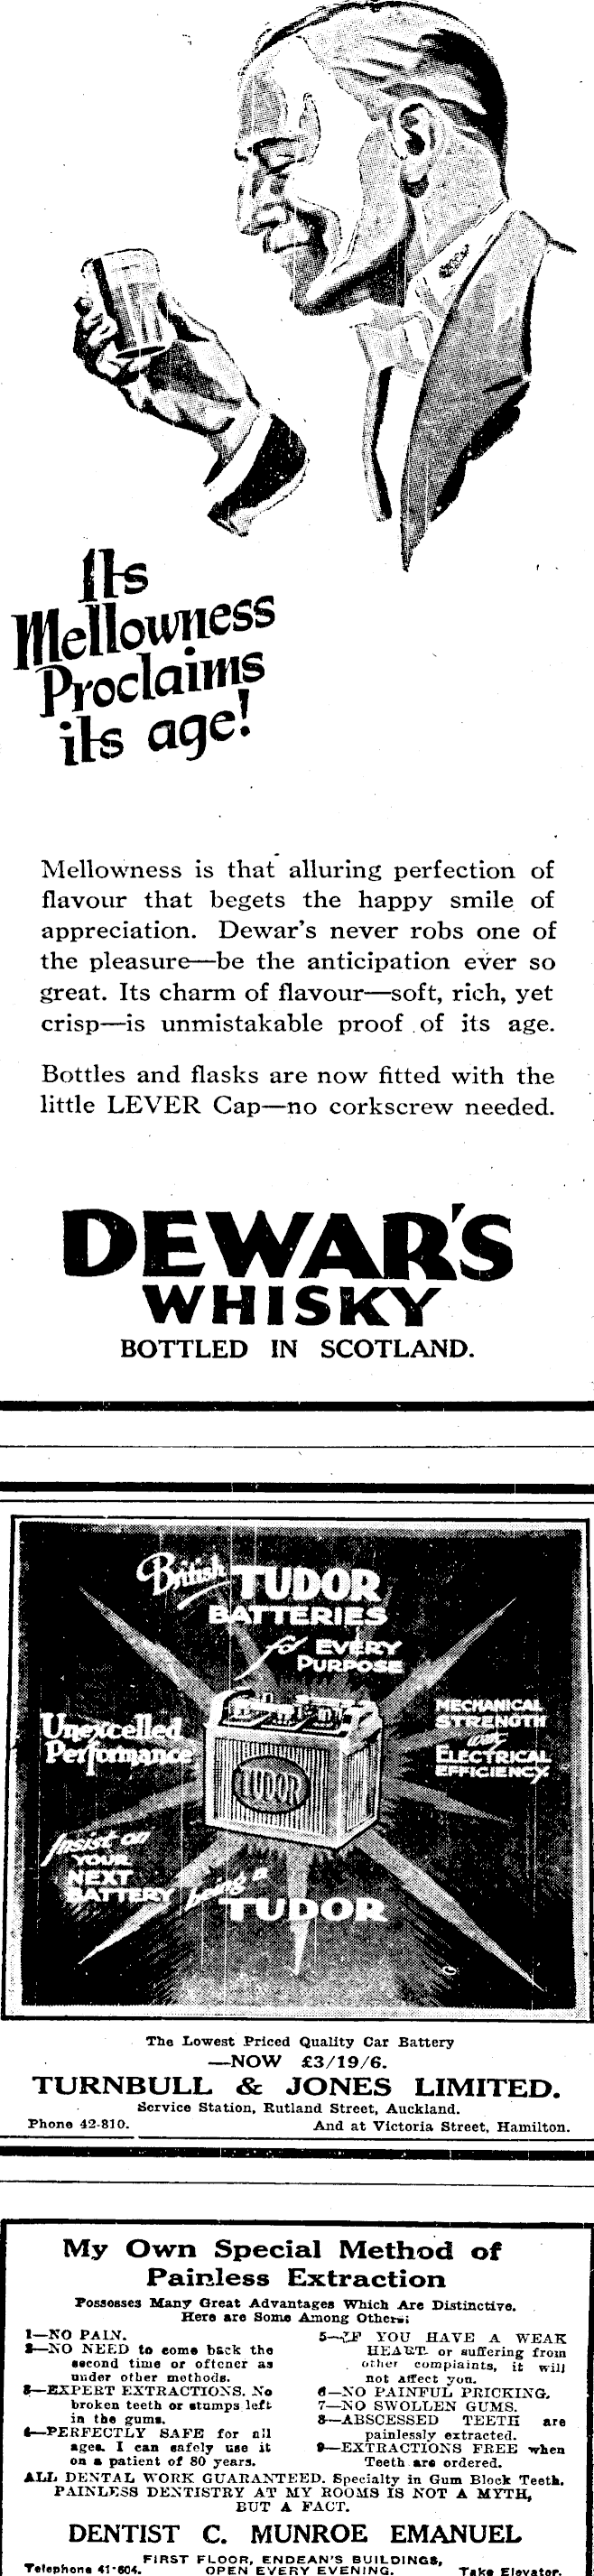 Its
Mellowness
Proclaims
its age!
Mellowness is that alluring perfection of
flavour that begets the happy smile of
appreciation. Dewar's never robs one of
the pleasure—be the anticipation ever so
great. Its charm of flavour—soft, rich, yet
crisp—is unmistakable proof of its age.
Bottles and flasks are now fitted with the
little LEVER Cap—no corkscrew needed.
DEWAR'S
WHISKY
BOTTLED IN SCOTLAND.
British TUDOR
BATTERIES
for EVERY
PURPOSE
Unexcelled
Performance
MECHANICAL
STRENGTH
with
ELECTRICAL
EFFICIENCY
TUDOR
Insist on
YOUR
NEXT
BATTERY being a
TUDOR
The Lowest Priced Quality Car Battery
—NOW £3/19/6.
TURNBULL & JONES LIMITED.
Service Station, Rutland Street, Auckland.
Phone 42-810. And at Victoria Street, Hamilton.
My Own Special Method of
Painless Extraction
Possesses Many Great Advantages Which Are Distinctive.
Here are Some Among Others:
1—NO PAIN.
2—NO NEED to come back the
second time or oftener as
under other methods.
3—EXPERT EXTRACTIONS. No
broken teeth or stumps left
in the gums.
4—PERFECTLY SAFE for all
ages. I can safely use it
on a patient of 80 years.
5—IF YOU HAVE A WEAK
HEART or suffering from
other complaints, it will
not affect you.
6—NO PAINFUL PRICKING.
7—NO SWOLLEN GUMS.
8—ABSCESSED TEETH are
painlessly extracted.
9—EXTRACTIONS FREE when
Teeth are ordered.
ALL DENTAL WORK GUARANTEED. Specialty in Gum Block Teeth.
PAINLESS DENTISTRY AT MY ROOMS IS NOT A MYTH,
BUT A FACT.
DENTIST C. MUNROE EMANUEL
FIRST FLOOR, ENDEAN'S BUILDINGS,
Telephone 41-604. OPEN EVERY EVENING. Take Elevator.